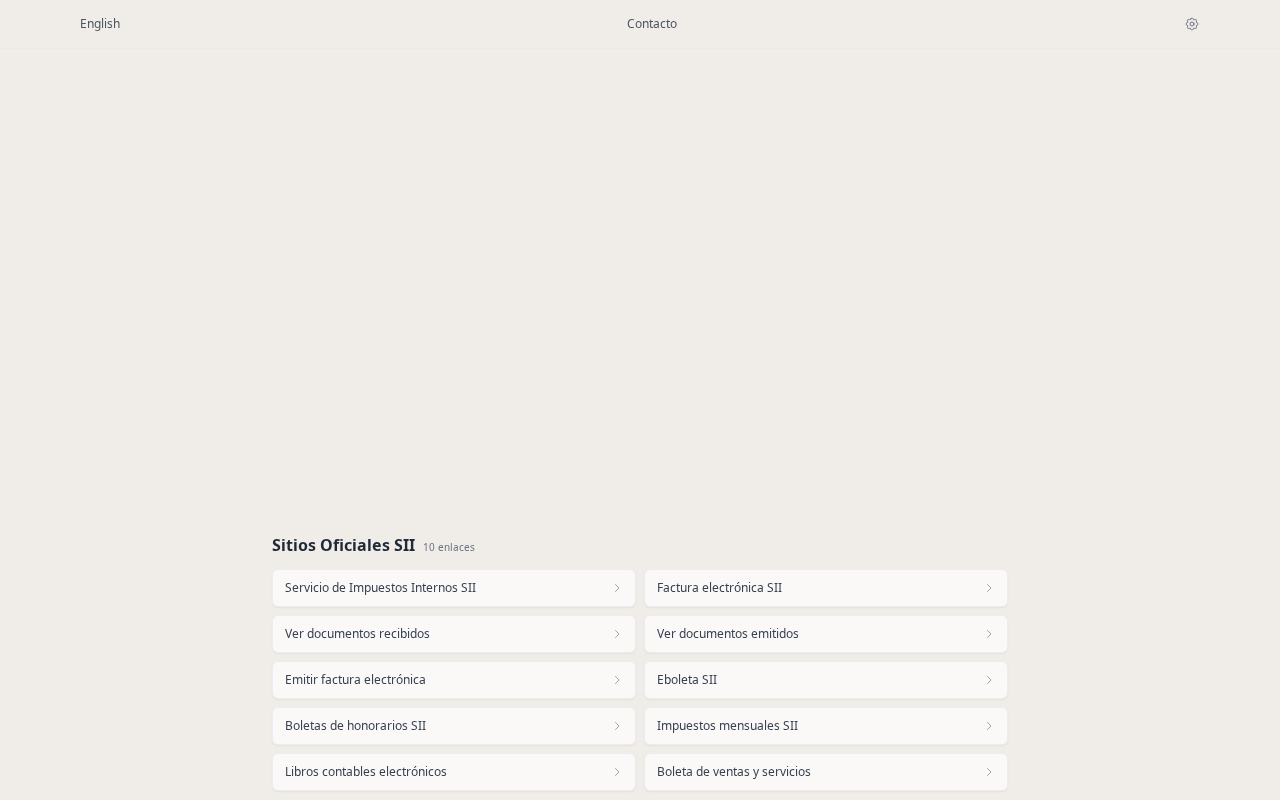 English
Contacto
Sitios Oficiales SII 10 enlaces
Servicio de Impuestos Internos SII
Factura electrónica SII
Ver documentos recibidos
Ver documentos emitidos
Emitir factura electrónica
Eboleta SII
Boletas de honorarios SII
Impuestos mensuales SII
Libros contables electrónicos
Boleta de ventas y servicios